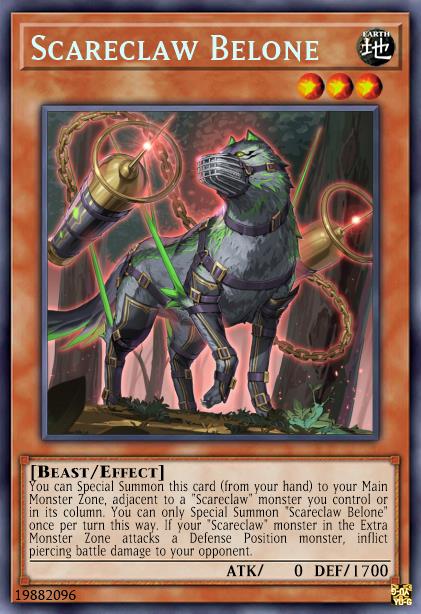 SCARECLAW BELONE
EARTH
地
[BEAST/EFFECT]
You can Special Summon this card (from your hand) to your Main
Monster Zone, adjacent to a "Scareclaw" monster you control or
in its column. You can only Special Summon "Scareclaw Belone"
once per turn this way. If your "Scareclaw" monster in the Extra
Monster Zone attacks a Defense Position monster, inflict
piercing battle damage to your opponent.
ATK/ 0 DEF/1700
19882096